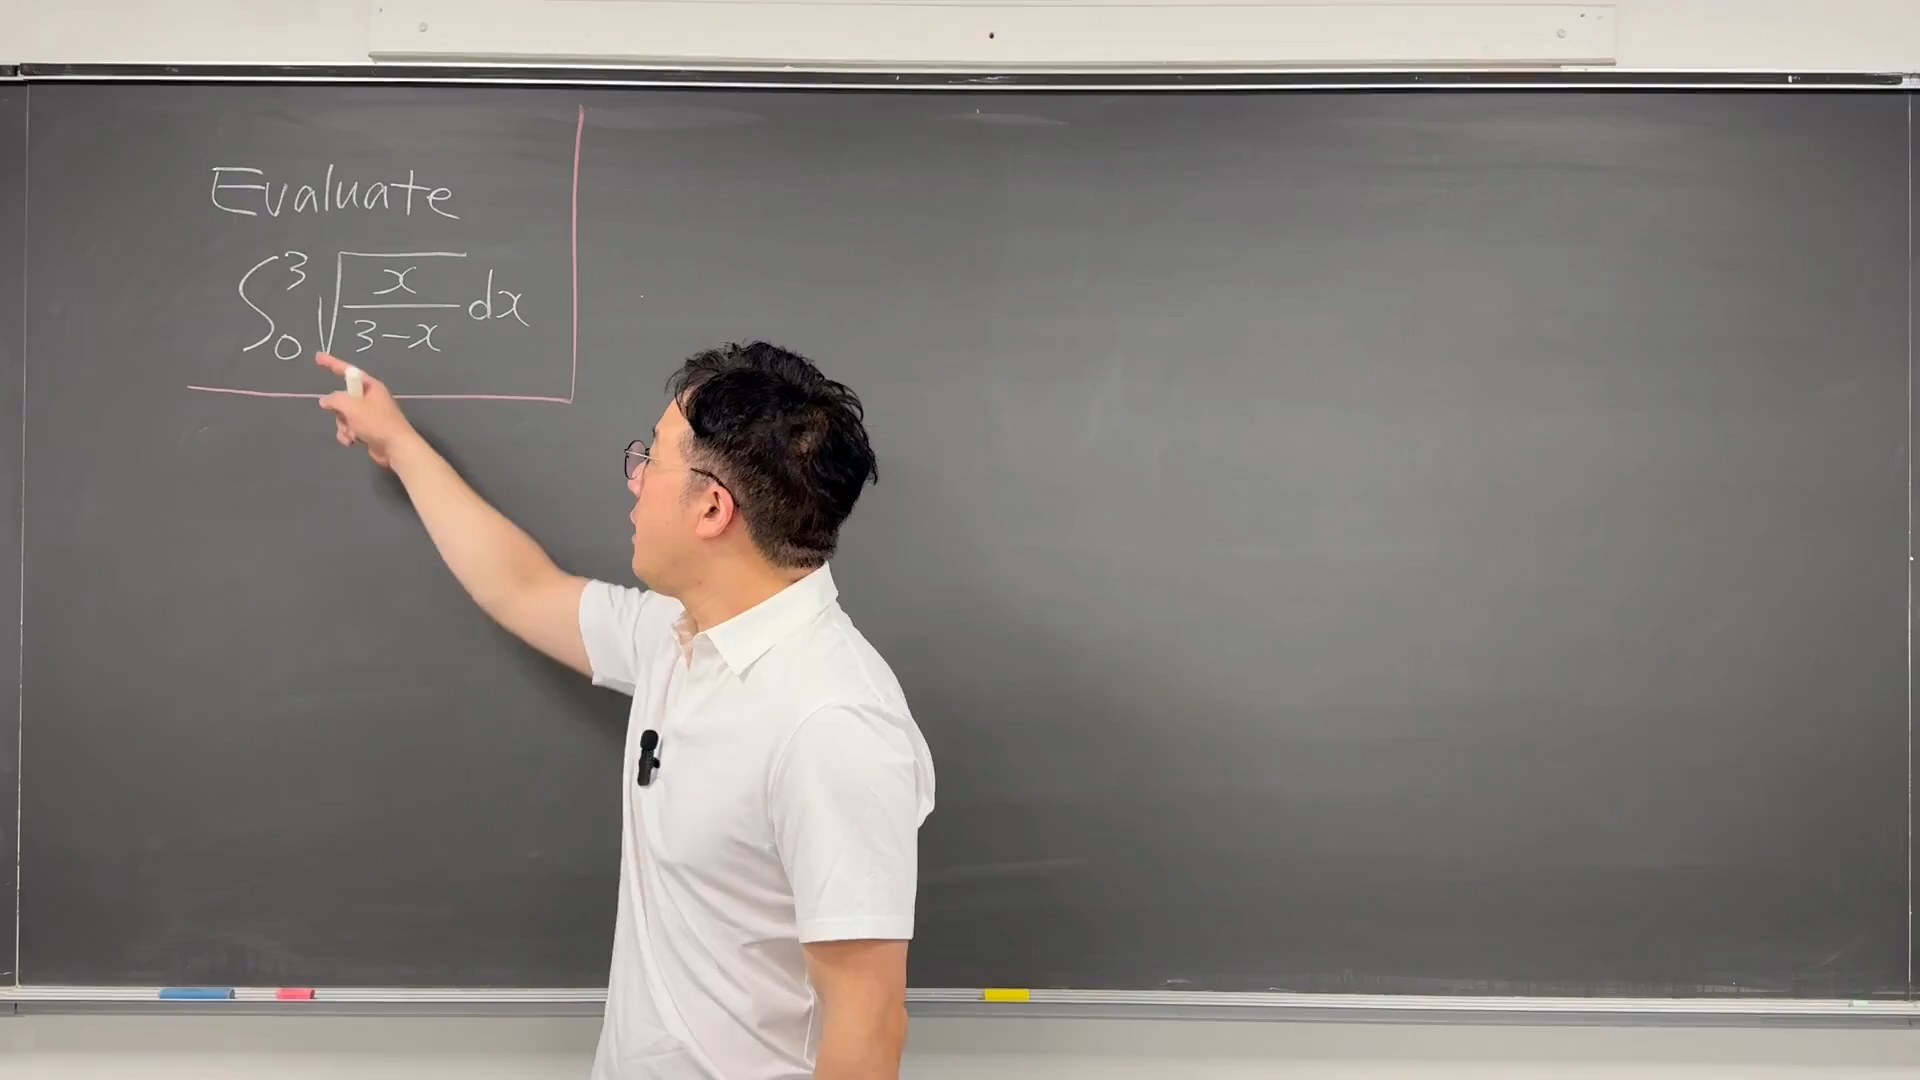 Evaluate
∫₀³ √(x/(3-x)) dx